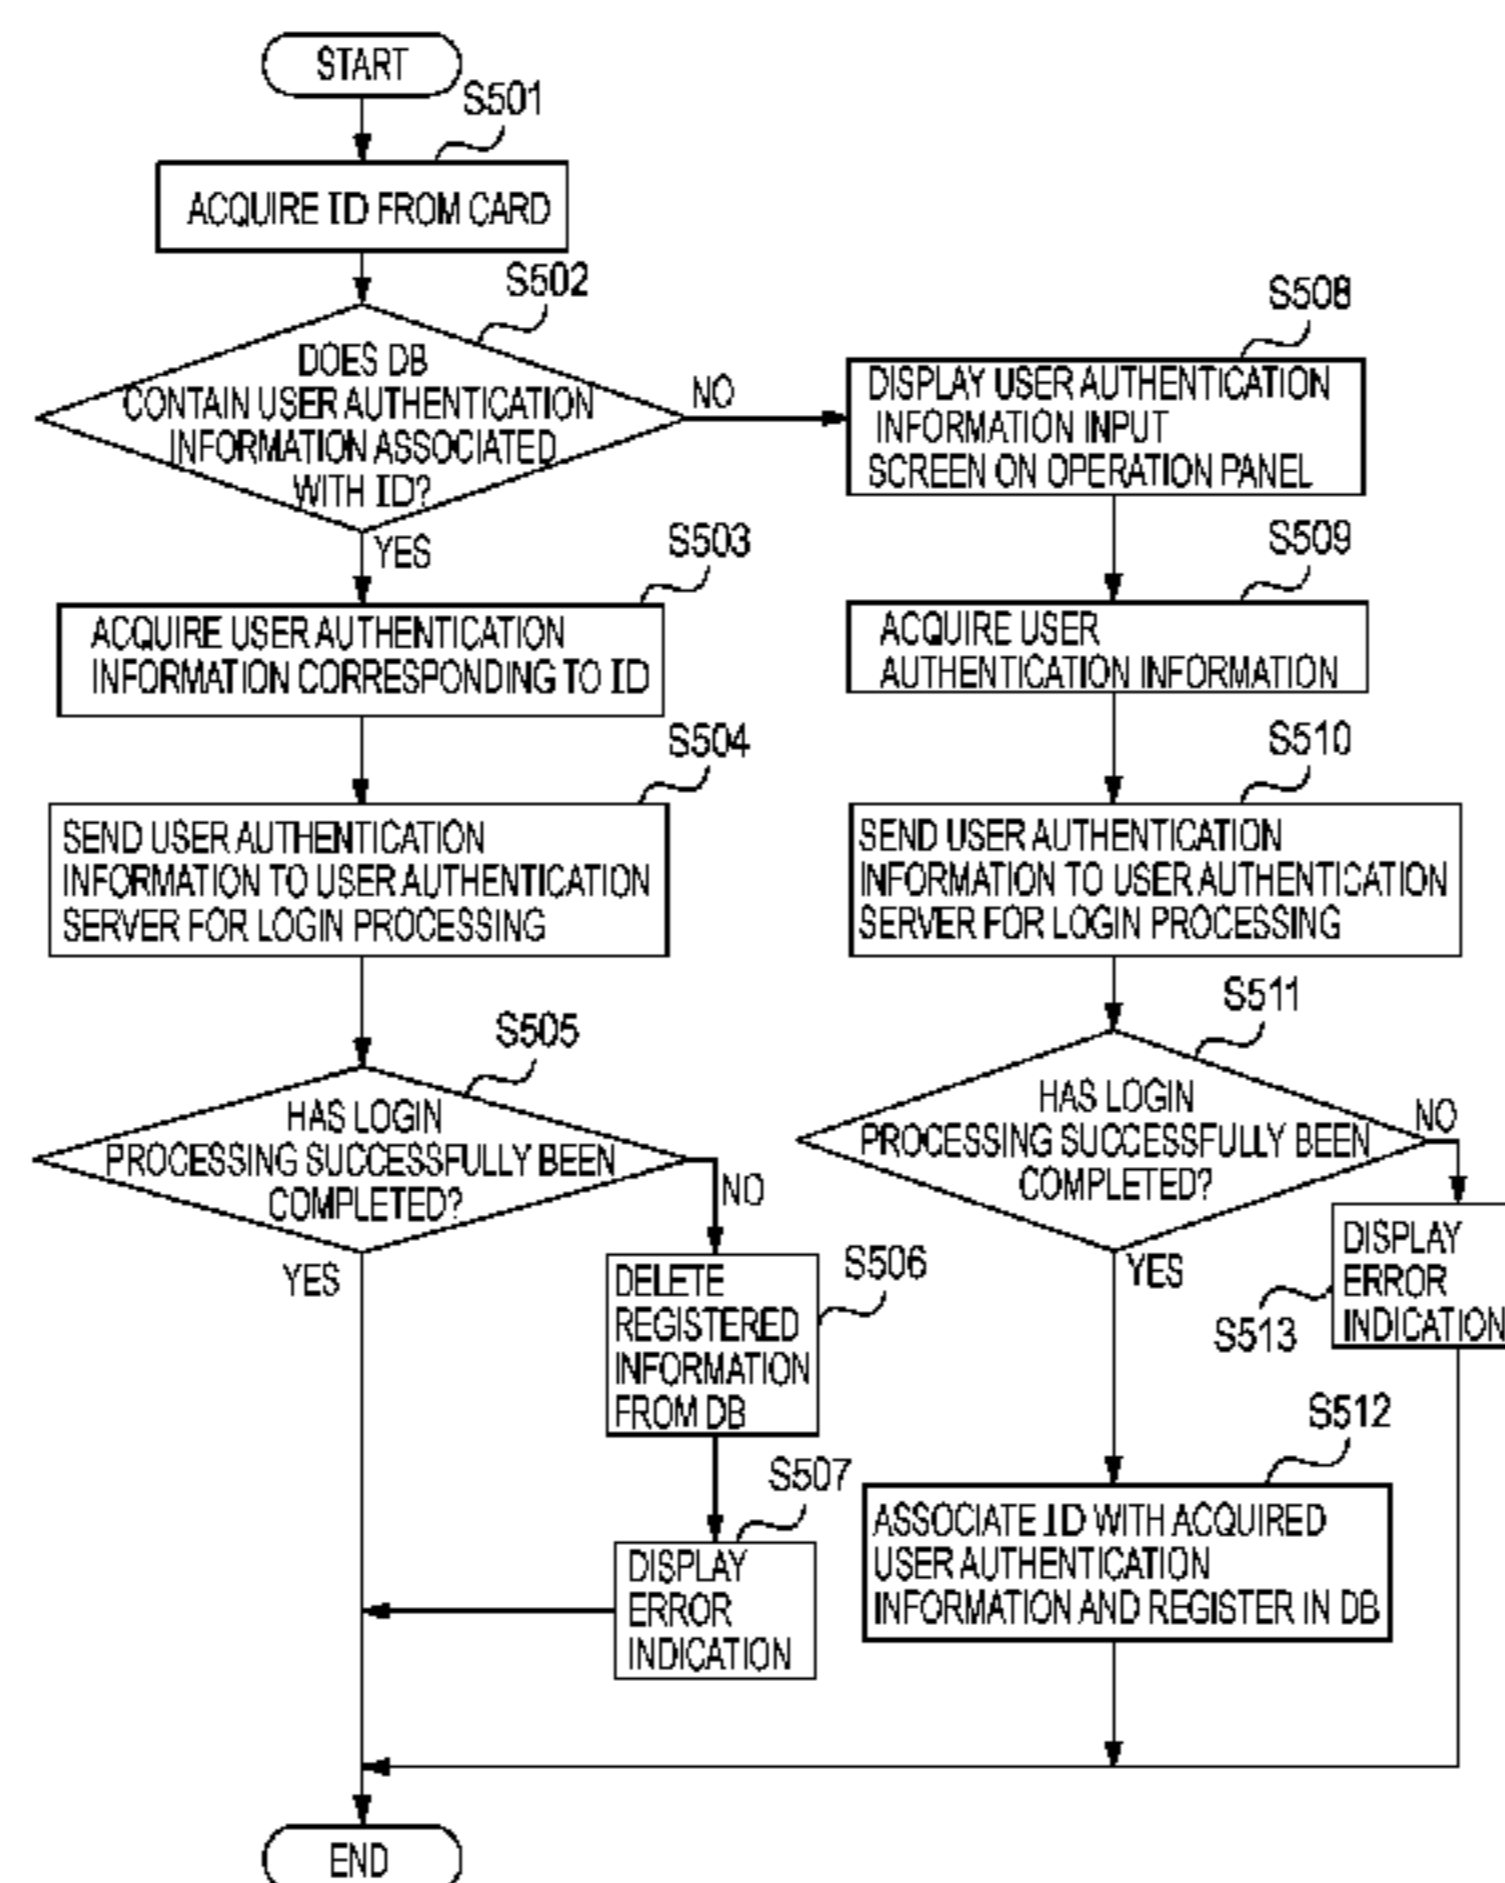 START
S501
ACQUIRE ID FROM CARD
S502
DOES DB
CONTAIN USER AUTHENTICATION
INFORMATION ASSOCIATED
WITH ID?
NO
YES
S503
ACQUIRE USER AUTHENTICATION
INFORMATION CORRESPONDING TO ID
S504
SEND USER AUTHENTICATION
INFORMATION TO USER AUTHENTICATION
SERVER FOR LOGIN PROCESSING
S505
HAS LOGIN
PROCESSING SUCCESSFULLY BEEN
COMPLETED?
NO
YES
S506
DELETE
REGISTERED
INFORMATION
FROM DB
S507
DISPLAY
ERROR
INDICATION
S508
DISPLAY USER AUTHENTICATION
INFORMATION INPUT
SCREEN ON OPERATION PANEL
S509
ACQUIRE USER
AUTHENTICATION INFORMATION
S510
SEND USER AUTHENTICATION
INFORMATION TO USER AUTHENTICATION
SERVER FOR LOGIN PROCESSING
S511
HAS LOGIN
PROCESSING SUCCESSFULLY BEEN
COMPLETED?
NO
YES
DISPLAY
ERROR
INDICATION
S513
S512
ASSOCIATE ID WITH ACQUIRED
USER AUTHENTICATION
INFORMATION AND REGISTER IN DB
END